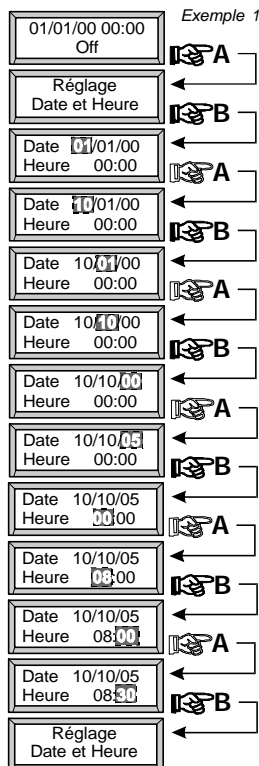 Exemple 1
01/01/00 00:00
Off
A
Réglage
Date et Heure
B
Date 01/01/00
Heure 00:00
A
Date 10/01/00
Heure 00:00
B
Date 10/01/00
Heure 00:00
A
Date 10/10/00
Heure 00:00
B
Date 10/10/00
Heure 00:00
A
Date 10/10/05
Heure 00:00
B
Date 10/10/05
Heure 00:00
A
Date 10/10/05
Heure 08:00
B
Date 10/10/05
Heure 08:00
A
Date 10/10/05
Heure 08:30
B
Réglage
Date et Heure